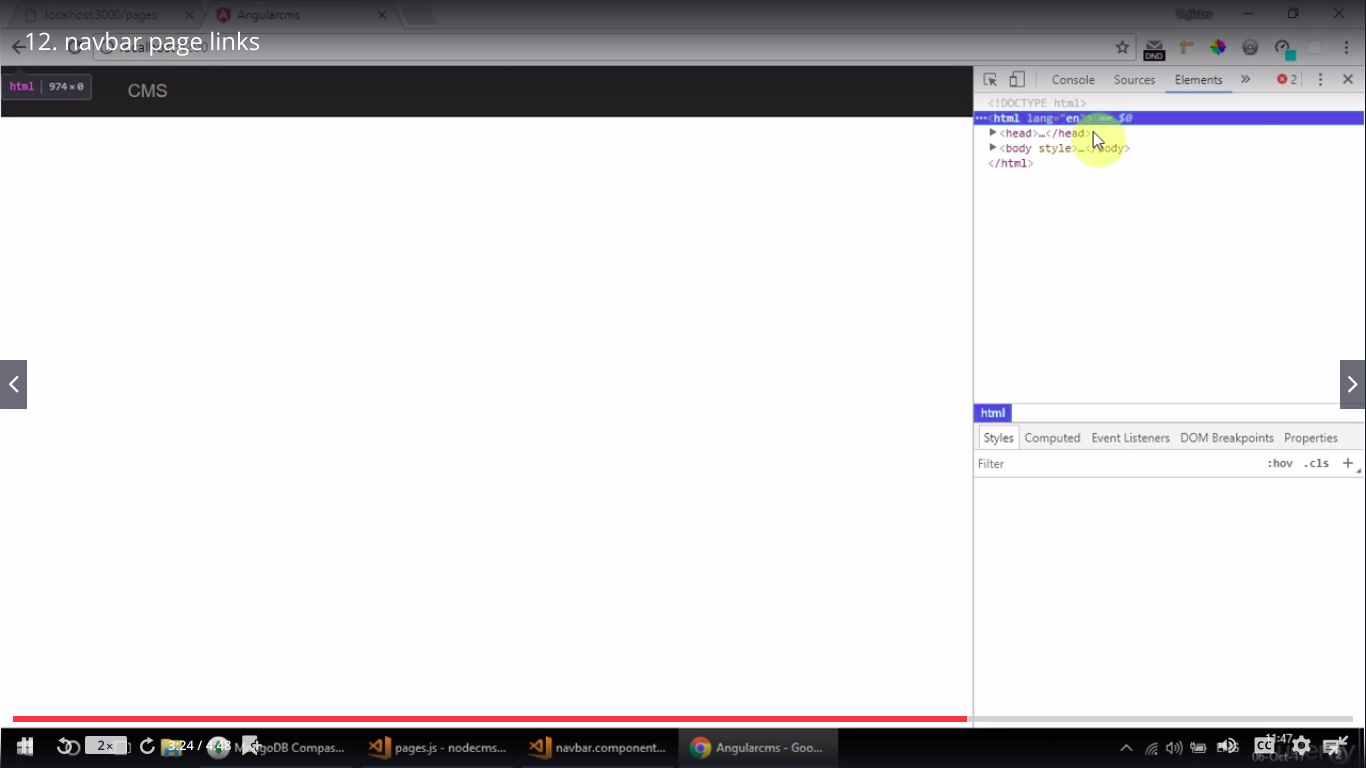 localhost:3000/pages
Angularcms
Vojislav
12. navbar page links
DND
html 974×0
CMS
Console Sources Elements » 2
<!DOCTYPE html>
···<html lang="en"> == $0
<head>…</head>
<body style>…</body>
</html>
html
Styles Computed Event Listeners DOM Breakpoints Properties
Filter :hov .cls +
2×
3:24 / 4:48
MongoDB Compas...
pages.js - nodecms...
navbar.component...
Angularcms - Goo...
CC
11:47
06-Oct-17